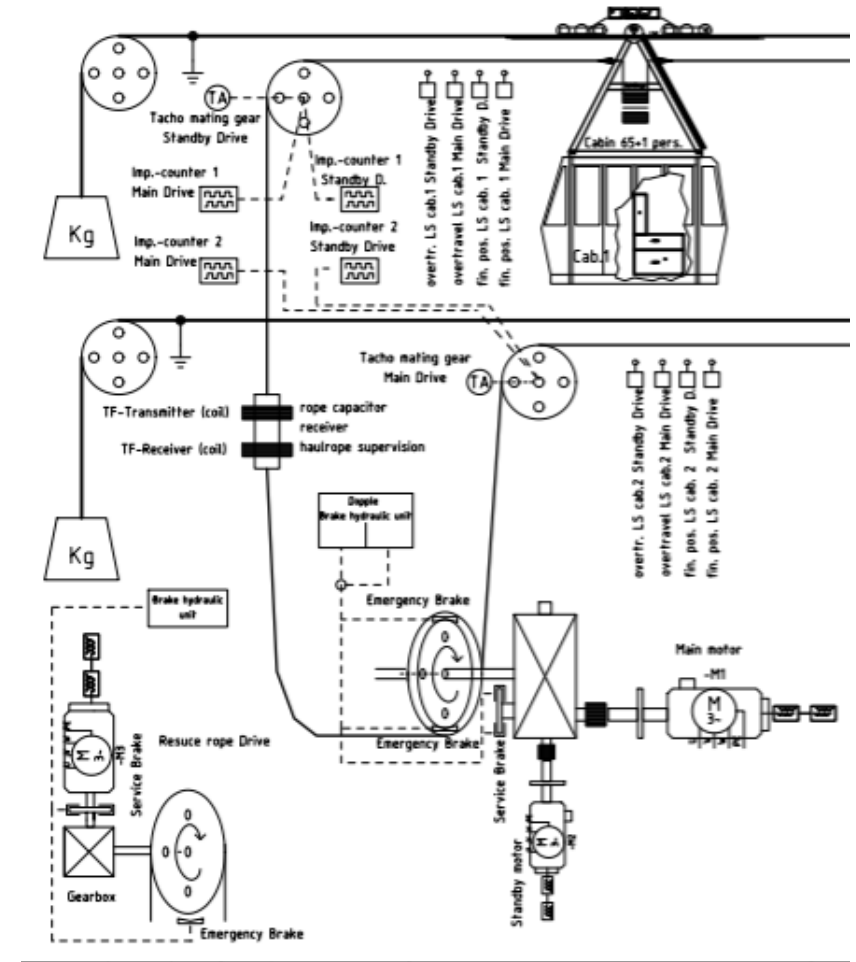 TA
Tacho mating gear
Standby Drive
Imp.-counter 1
Main Drive
Imp.-counter 1
Standby D.
Imp.-counter 2
Main Drive
Imp.-counter 2
Standby Drive
Kg
overtr. LS cab.1 Standby Drive
overtravel LS cab.1 Main Drive
fin. pos. LS cab. 1 Standby D.
fin. pos. LS cab. 1 Main Drive
Cabin 65+1 pers.
Cab.1
Tacho mating gear
Main Drive
TA
TF-Transmitter (coil)
rope capacitor
receiver
TF-Receiver (coil)
haulrope supervision
overtr. LS cab.2 Standby Drive
overtravel LS cab.2 Main Drive
fin. pos. LS cab. 2 Standby D.
fin. pos. LS cab. 2 Main Drive
Kg
Dopple
Brake hydraulic unit
Brake hydraulic
unit
Emergency Brake
Main motor
-M1
M
3~
Emergency Brake
Service Brake
Resuce rope Drive
M
3~
-M3
Service Brake
Standby motor
M
-M2
Gearbox
Emergency Brake